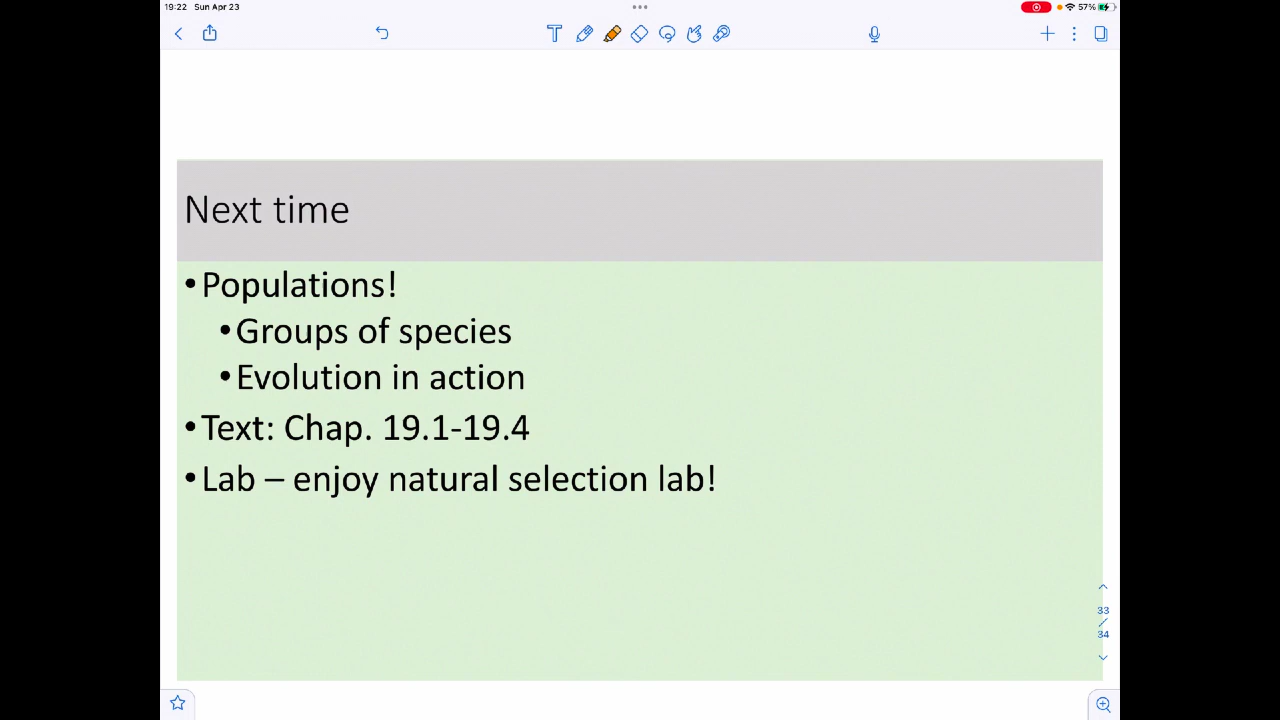 19:22 Sun Apr 23
57%
Next time
•Populations!
•Groups of species
•Evolution in action
•Text: Chap. 19.1-19.4
•Lab – enjoy natural selection lab!
33
/
34